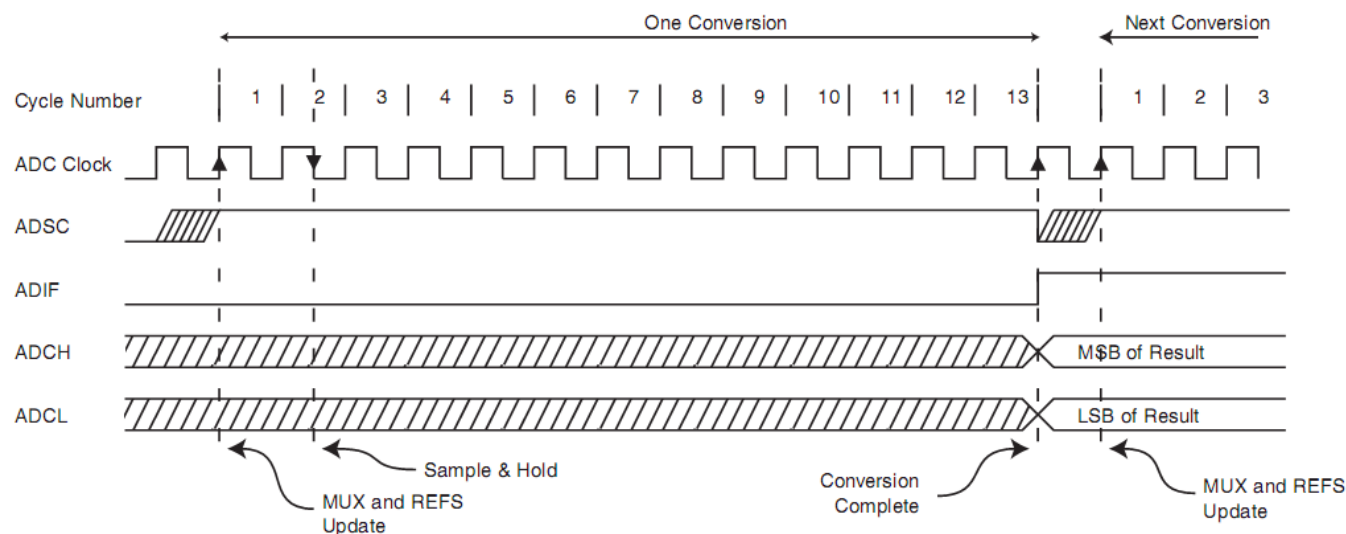 One Conversion
Next Conversion
Cycle Number 1 2 3 4 5 6 7 8 9 10 11 12 13 1 2 3
ADC Clock
ADSC
ADIF
ADCH
MSB of Result
ADCL
LSB of Result
Sample & Hold
MUX and REFS
Update
Conversion
Complete
MUX and REFS
Update